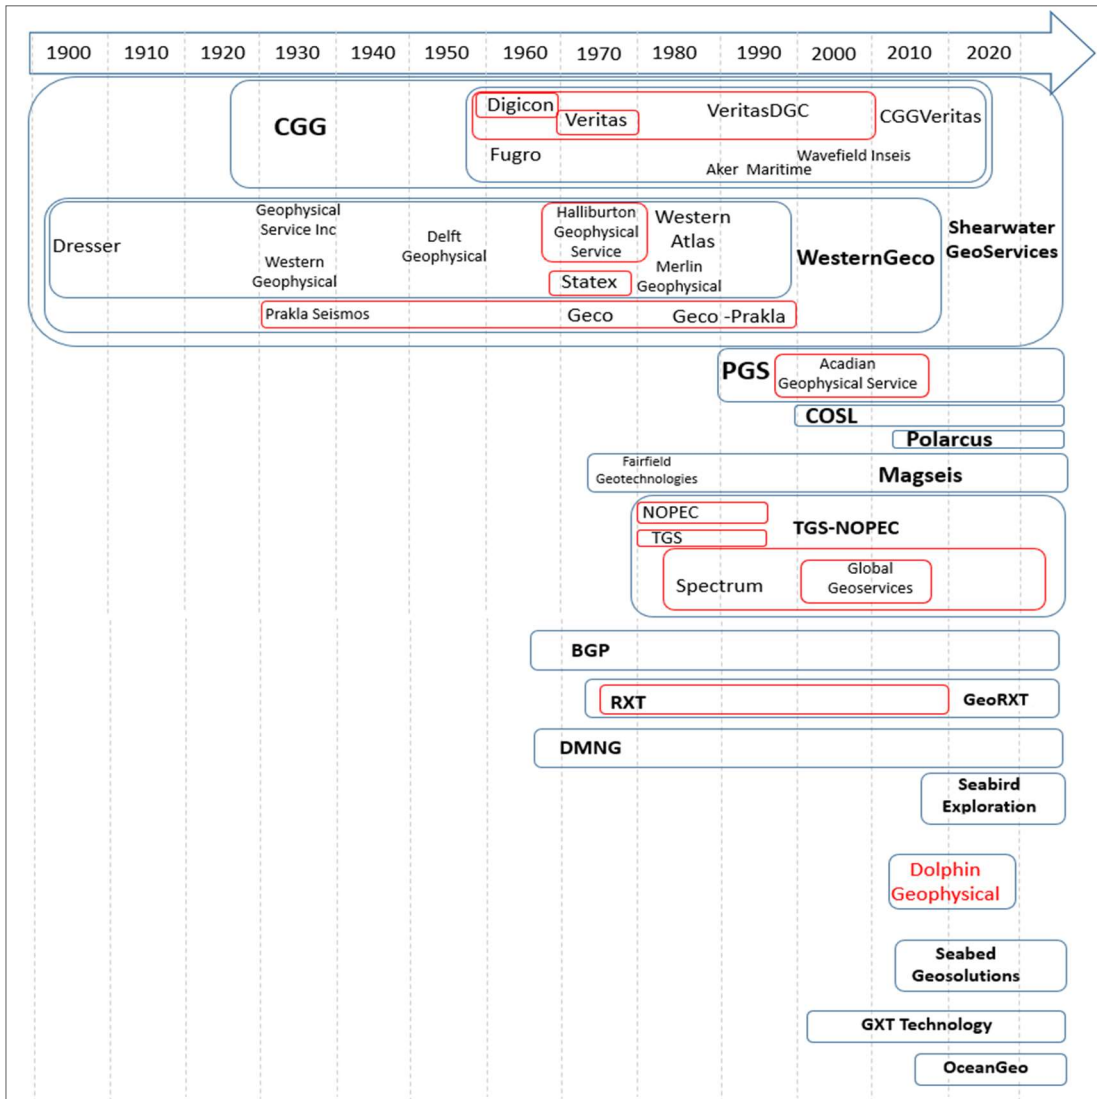 1900 1910 1920 1930 1940 1950 1960 1970 1980 1990 2000 2010 2020
CGG
Digicon
Veritas
VeritasDGC
CGGVeritas
Fugro
Aker Maritime
Wavefield Inseis
Dresser
Geophysical
Service Inc
Western
Geophysical
Delft
Geophysical
Halliburton
Geophysical
Service
Statex
Western
Atlas
Merlin
Geophysical
WesternGeco
Shearwater
GeoServices
Prakla Seismos
Geco
Geco -Prakla
PGS
Acadian
Geophysical Service
COSL
Polarcus
Fairfield
Geotechnologies
Magseis
NOPEC
TGS
TGS-NOPEC
Spectrum
Global
Geoservices
BGP
RXT
GeoRXT
DMNG
Seabird
Exploration
Dolphin
Geophysical
Seabed
Geosolutions
GXT Technology
OceanGeo